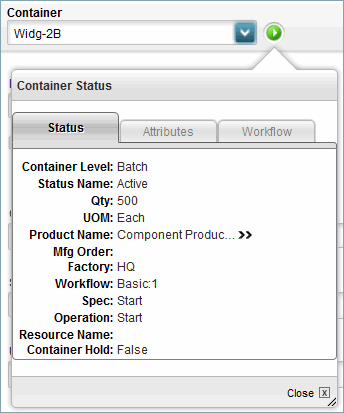 Container
Widg-2B
Container Status
Status Attributes Workflow
Container Level: Batch
Status Name: Active
Qty: 500
UOM: Each
Product Name: Component Produc... >>
Mfg Order:
Factory: HQ
Workflow: Basic:1
Spec: Start
Operation: Start
Resource Name:
Container Hold: False
Close x